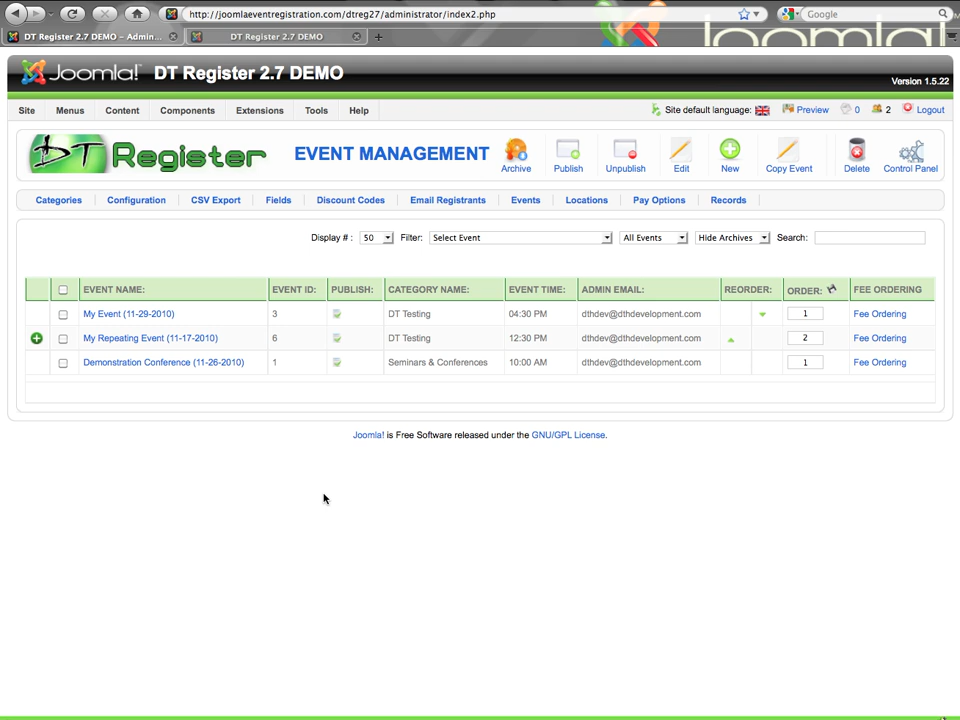 http://joomlaeventregistration.com/dtreg27/administrator/index2.php
Google
DT Register 2.7 DEMO - Admin...
DT Register 2.7 DEMO
Joomla!
Joomla! DT Register 2.7 DEMO
Version 1.5.22
Site Menus Content Components Extensions Tools Help
Site default language: Preview 0 2 Logout
DT Register EVENT MANAGEMENT
Archive Publish Unpublish Edit New Copy Event Delete Control Panel
Categories Configuration CSV Export Fields Discount Codes Email Registrants Events Locations Pay Options Records
Display # : 50 Filter: Select Event All Events Hide Archives Search:
EVENT NAME: EVENT ID: PUBLISH: CATEGORY NAME: EVENT TIME: ADMIN EMAIL: REORDER: ORDER: FEE ORDERING
My Event (11-29-2010) 3 DT Testing 04:30 PM dthdev@dthdevelopment.com 1 Fee Ordering
My Repeating Event (11-17-2010) 6 DT Testing 12:30 PM dthdev@dthdevelopment.com 2 Fee Ordering
Demonstration Conference (11-26-2010) 1 Seminars & Conferences 10:00 AM dthdev@dthdevelopment.com 1 Fee Ordering
Joomla! is Free Software released under the GNU/GPL License.